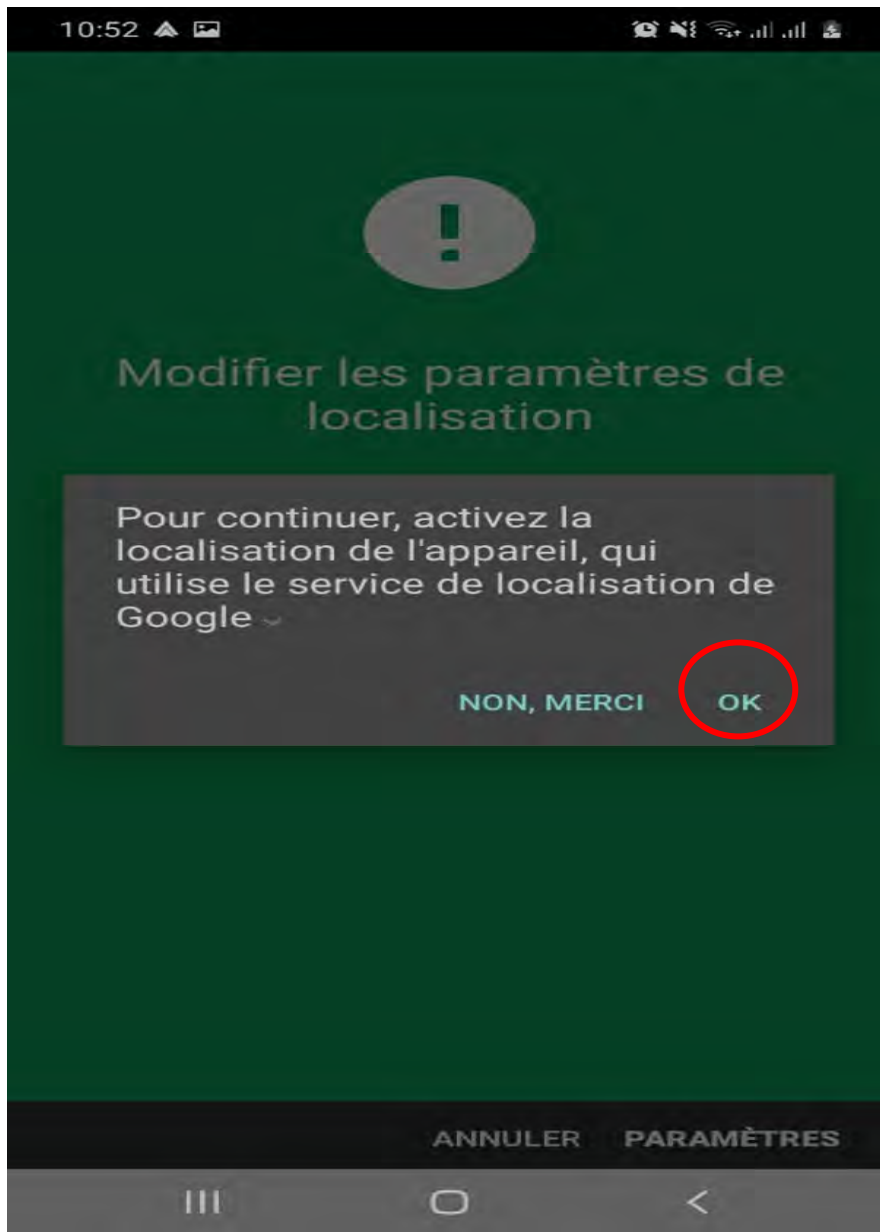 10:52
!
Modifier les paramètres de
localisation
Pour continuer, activez la
localisation de l'appareil, qui
utilise le service de localisation de
Google
NON, MERCI OK
ANNULER PARAMÈTRES